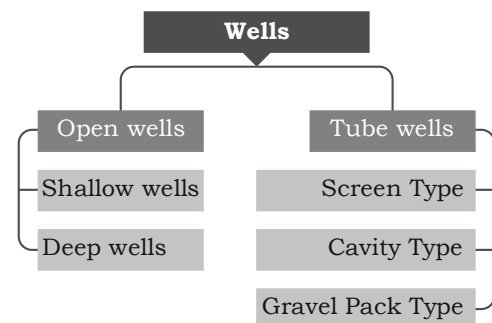 Wells
Open wells
Shallow wells
Deep wells
Tube wells
Screen Type
Cavity Type
Gravel Pack Type